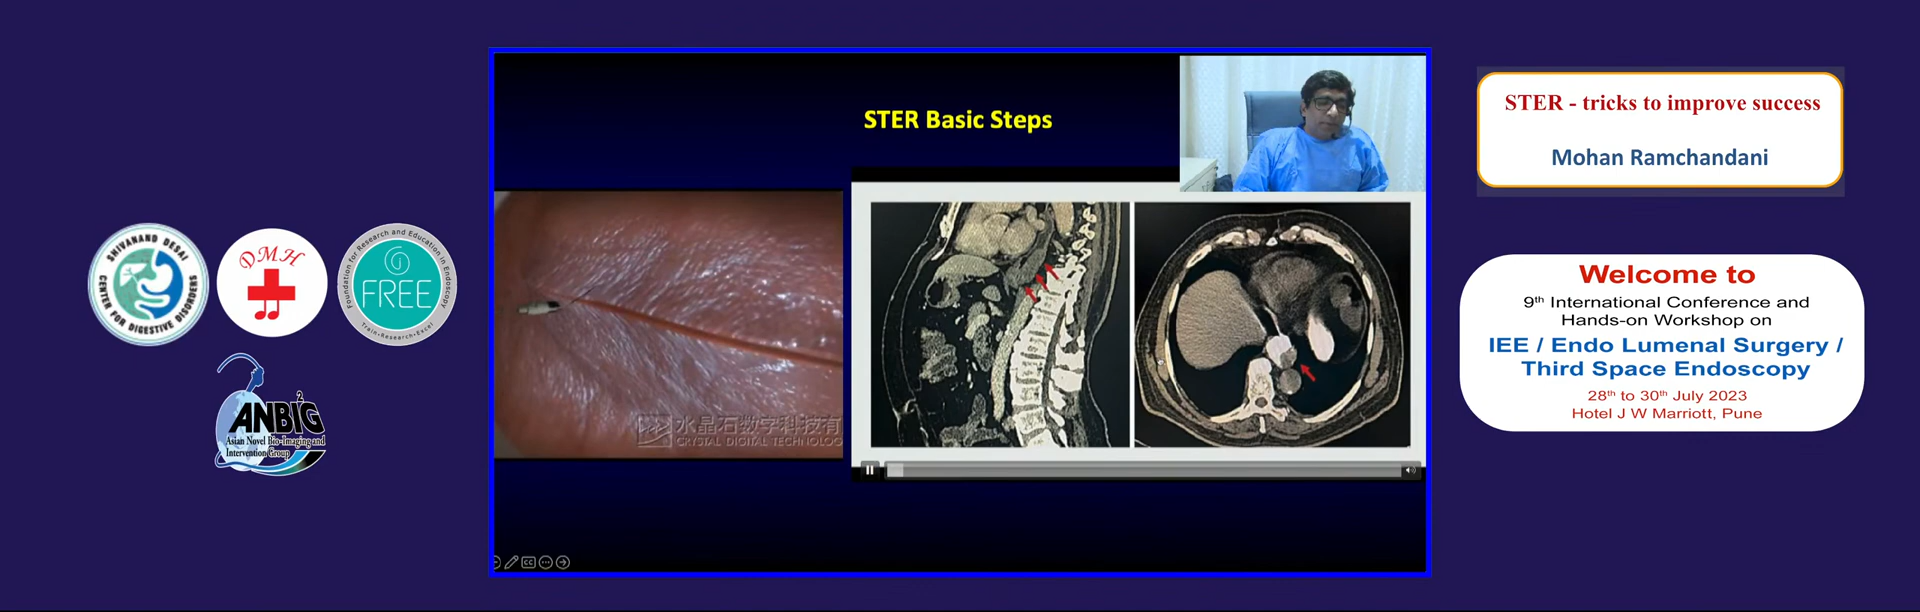 SHIVANAND DESAI
CENTER FOR DIGESTIVE DISORDERS
DMH
Foundation for Research and Education in Endoscopy
FREE
Train•Research•Excel
ANBI²G
Asian Novel Bio-Imaging and
Intervention Group
STER Basic Steps
水晶石数字科技有
CRYSTAL DIGITAL TECHNOLOG
CC
STER - tricks to improve success
Mohan Ramchandani
Welcome to
9th International Conference and
Hands-on Workshop on
IEE / Endo Lumenal Surgery /
Third Space Endoscopy
28th to 30th July 2023
Hotel J W Marriott, Pune